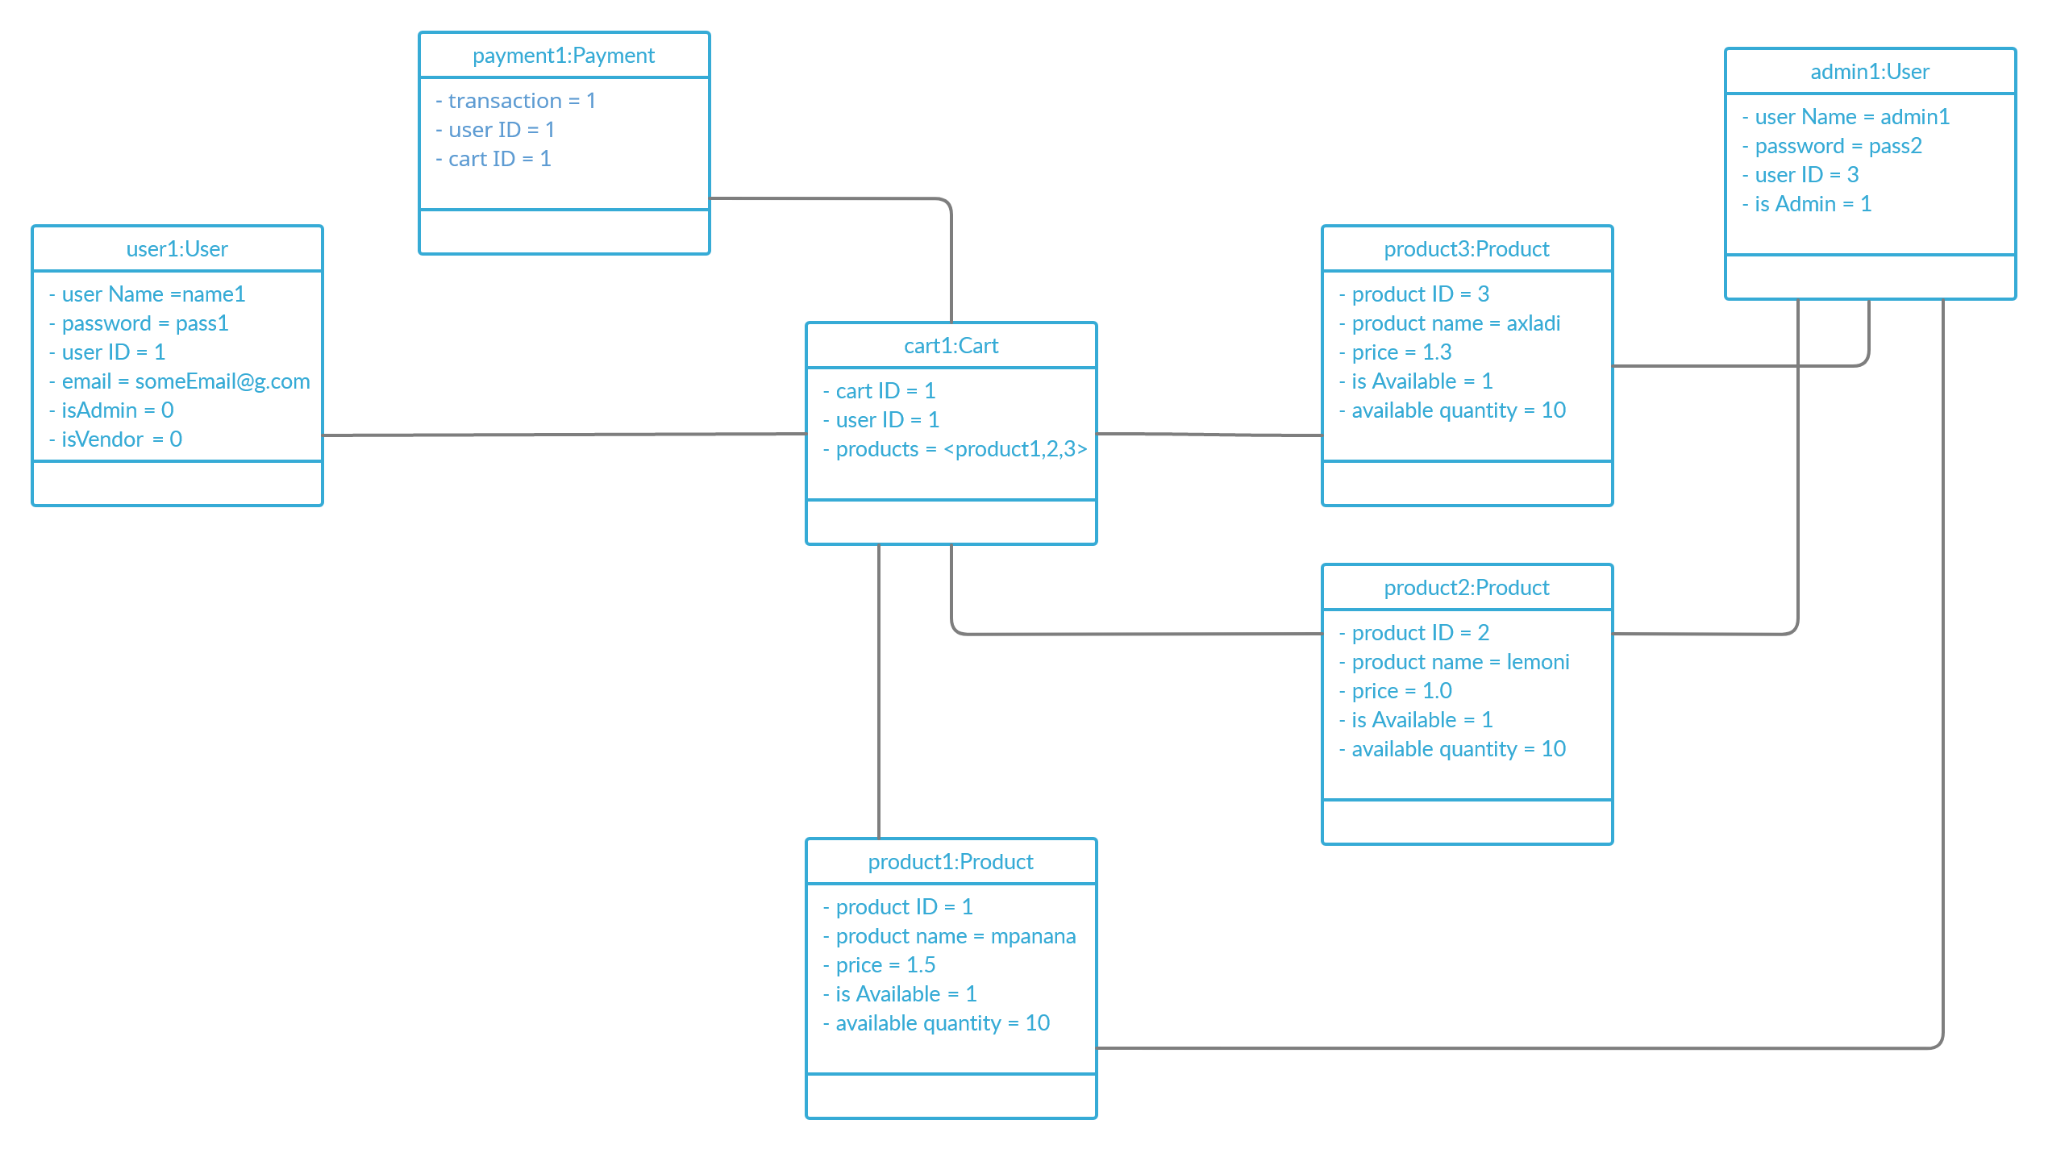 payment1:Payment
- transaction = 1
- user ID = 1
- cart ID = 1
admin1:User
- user Name = admin1
- password = pass2
- user ID = 3
- is Admin = 1
user1:User
- user Name =name1
- password = pass1
- user ID = 1
- email = someEmail@g.com
- isAdmin = 0
- isVendor = 0
cart1:Cart
- cart ID = 1
- user ID = 1
- products = <product1,2,3>
product3:Product
- product ID = 3
- product name = axladi
- price = 1.3
- is Available = 1
- available quantity = 10
product2:Product
- product ID = 2
- product name = lemoni
- price = 1.0
- is Available = 1
- available quantity = 10
product1:Product
- product ID = 1
- product name = mpanana
- price = 1.5
- is Available = 1
- available quantity = 10